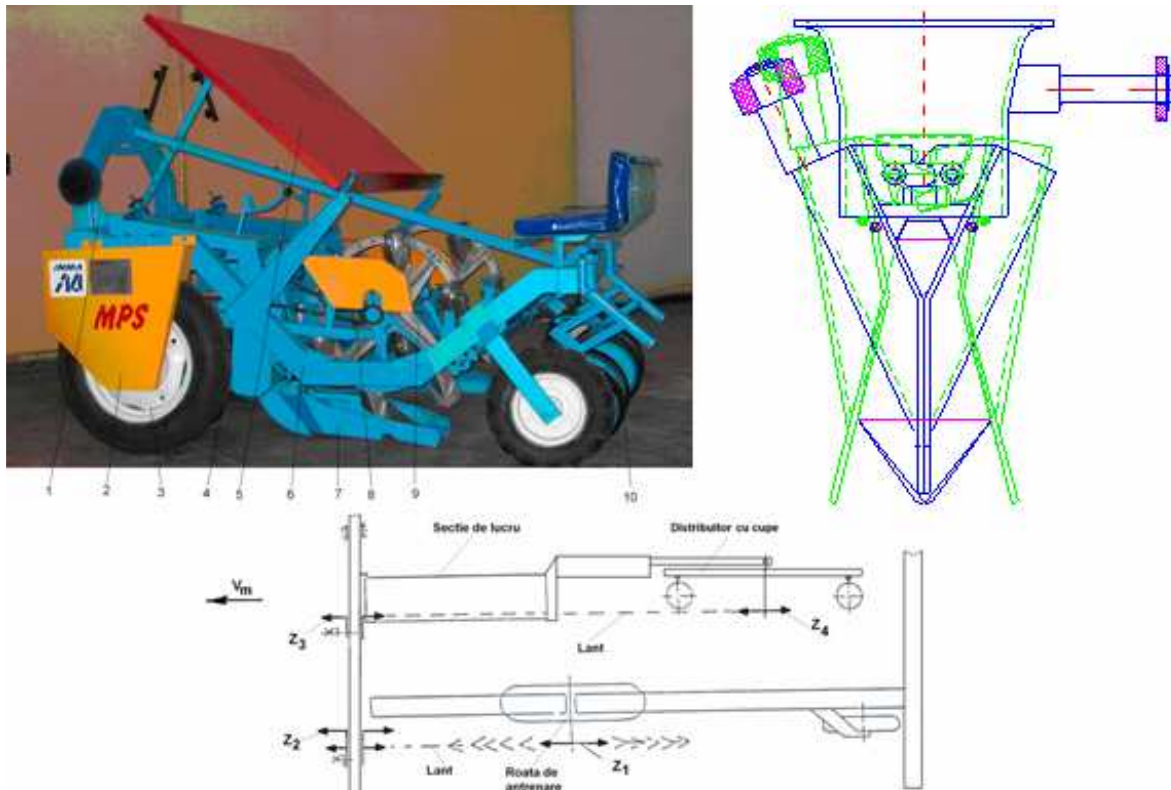 INMA
MPS
1 2 3 4 5 6 7 8 9 10
Sectie de lucru
Distribuitor cu cupe
Vm
Z3
Z4
Lant
Z2
Lant
Roata de
antrenare
Z1